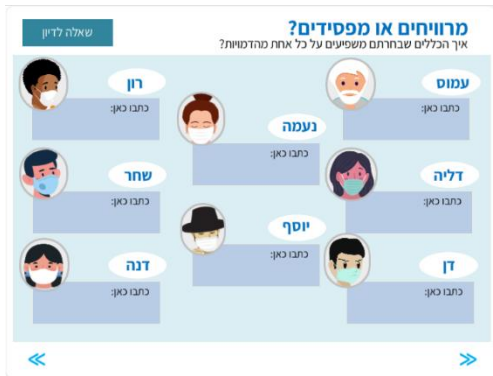 מרוויחים או מפסידים?
איך הכללים שבחרתם משפיעים על כל אחת מהדמויות?
שאלה לדיון
עמוס
כתבו כאן:
נעמה
כתבו כאן:
רון
כתבו כאן:
דליה
כתבו כאן:
יוסף
כתבו כאן:
שחר
כתבו כאן:
דן
כתבו כאן:
דנה
כתבו כאן: